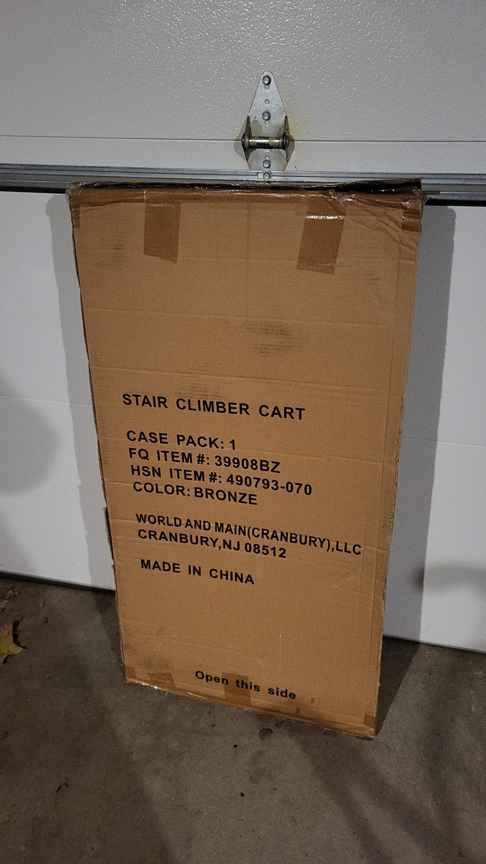 STAIR CLIMBER CART
CASE PACK: 1
FQ ITEM #: 39908BZ
HSN ITEM #: 490793-070
COLOR: BRONZE
WORLD AND MAIN(CRANBURY),LLC
CRANBURY,NJ 08512
MADE IN CHINA
Open this side